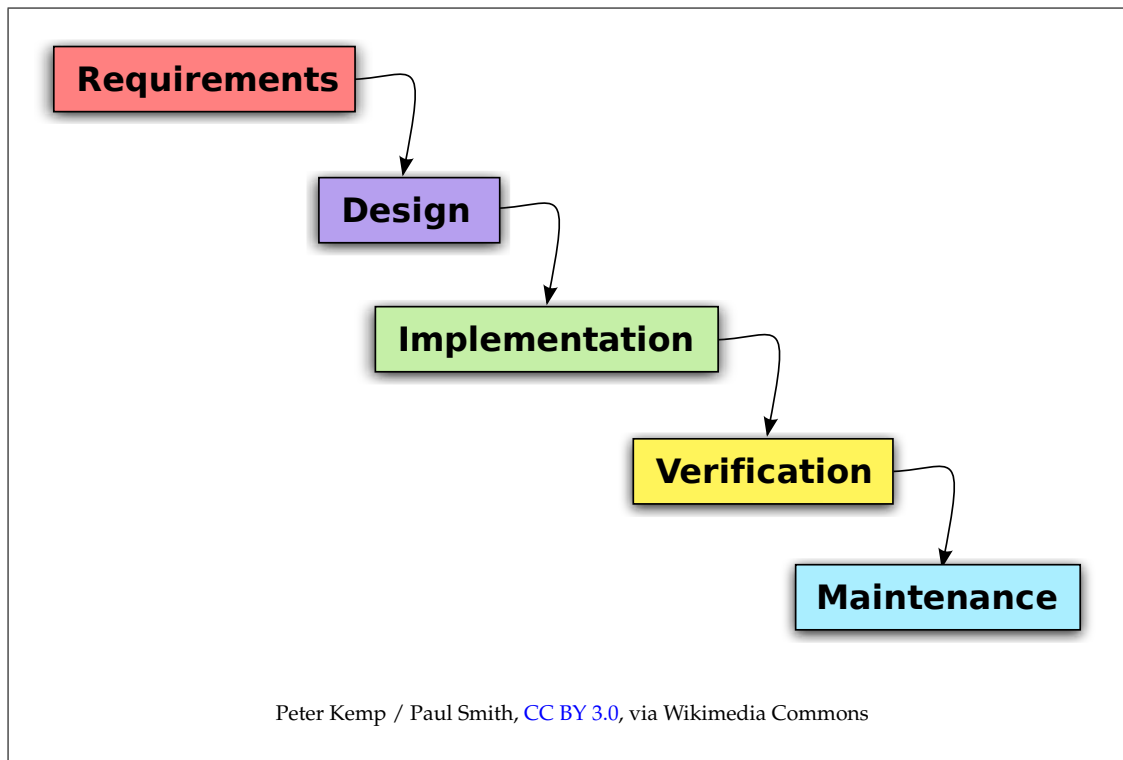 Requirements
Design
Implementation
Verification
Maintenance
Peter Kemp / Paul Smith, CC BY 3.0, via Wikimedia Commons